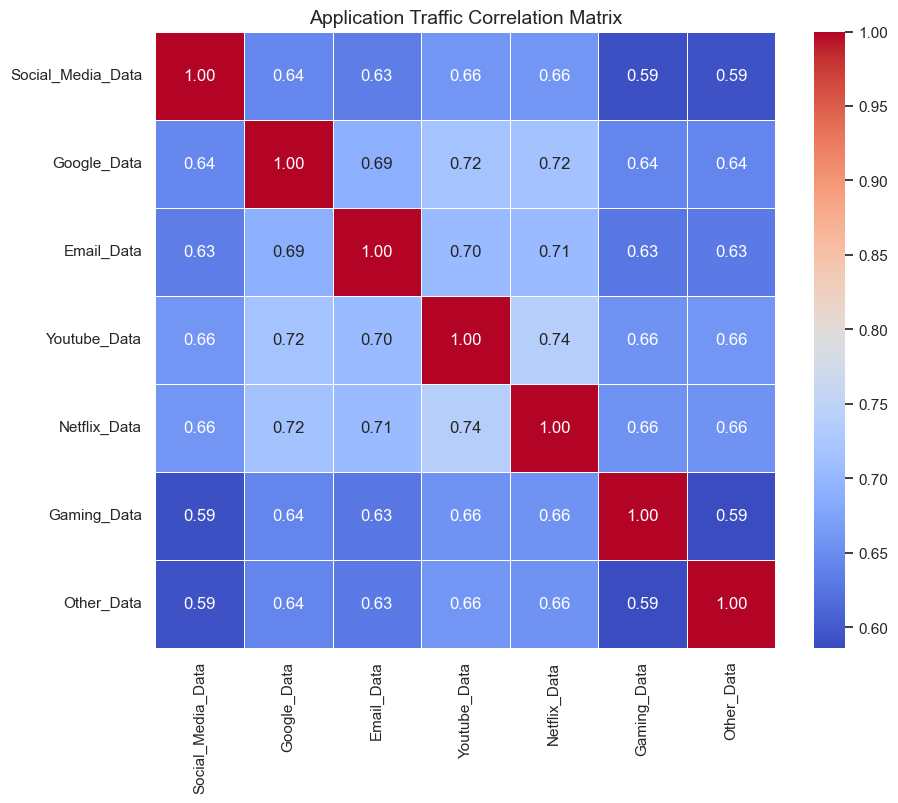 Application Traffic Correlation Matrix
Social_Media_Data 1.00 0.64 0.63 0.66 0.66 0.59 0.59
Google_Data 0.64 1.00 0.69 0.72 0.72 0.64 0.64
Email_Data 0.63 0.69 1.00 0.70 0.71 0.63 0.63
Youtube_Data 0.66 0.72 0.70 1.00 0.74 0.66 0.66
Netflix_Data 0.66 0.72 0.71 0.74 1.00 0.66 0.66
Gaming_Data 0.59 0.64 0.63 0.66 0.66 1.00 0.59
Other_Data 0.59 0.64 0.63 0.66 0.66 0.59 1.00
Social_Media_Data
Google_Data
Email_Data
Youtube_Data
Netflix_Data
Gaming_Data
Other_Data
1.00
0.95
0.90
0.85
0.80
0.75
0.70
0.65
0.60